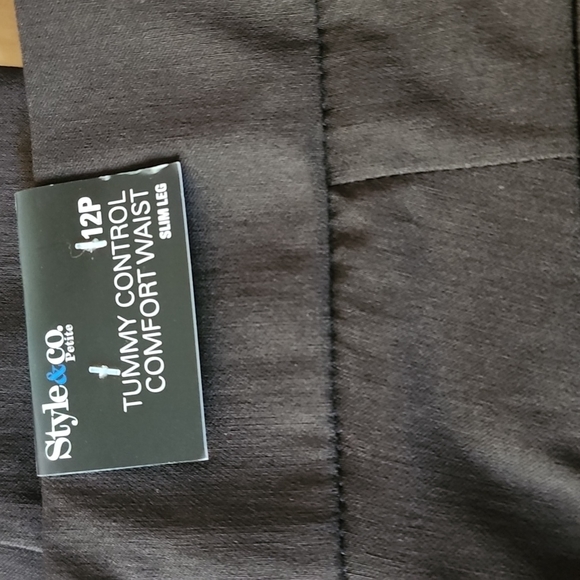 Style&co.
Petite
12P
TUMMY CONTROL
COMFORT WAIST
SLIM LEG